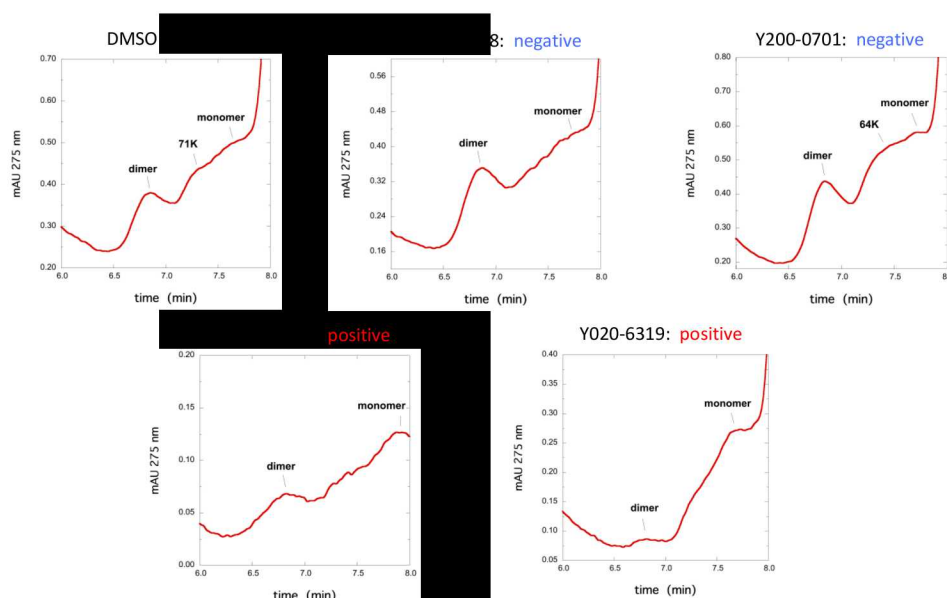 DMSO
8: negative
Y200-0701: negative
0.70
0.60
0.50
0.40
0.30
0.20
mAU 275 nm
dimer
71K
monomer
6.0 6.5 7.0 7.5 8.0
time (min)
0.56
0.48
0.40
0.32
0.24
0.16
mAU 275 nm
dimer
monomer
6.0 6.5 7.0 7.5 8.0
time (min)
0.80
0.70
0.60
0.50
0.40
0.30
0.20
mAU 275 nm
dimer
64K
monomer
6.0 6.5 7.0 7.5 8.0
time (min)
positive
Y020-6319: positive
0.20
0.15
0.10
0.05
0.00
mAU 275 nm
dimer
monomer
6.0 6.5 7.0 7.5 8.0
time (min)
0.40
0.35
0.30
0.25
0.20
0.15
0.10
0.05
mAU 275 nm
dimer
monomer
6.0 6.5 7.0 7.5 8.0
time (min)